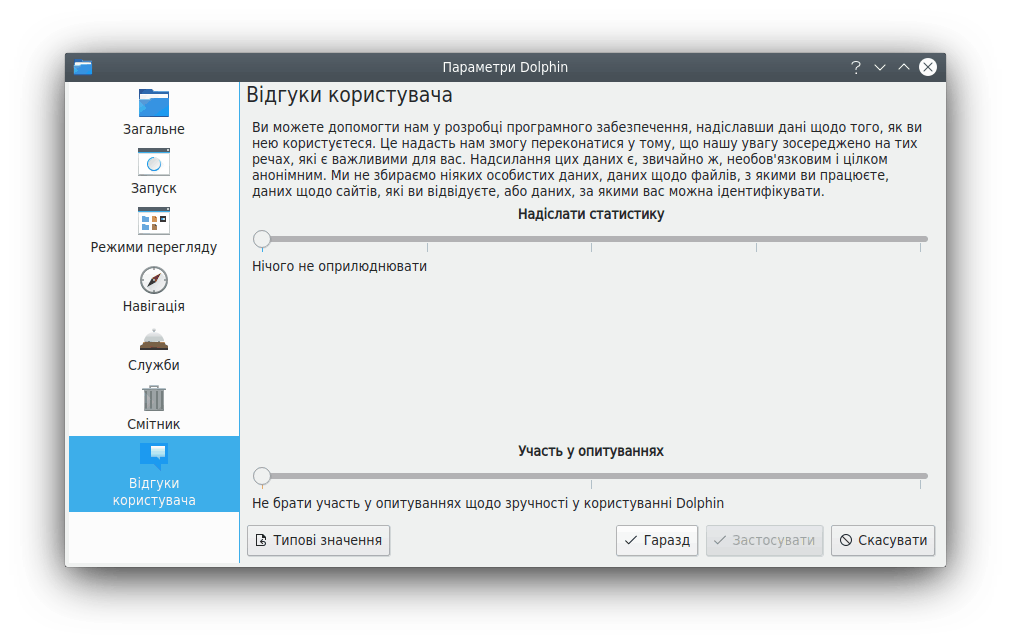 Параметри Dolphin
Загальне
Запуск
Режими перегляду
Навігація
Служби
Смітник
Відгуки
користувача
Відгуки користувача
Ви можете допомогти нам у розробці програмного забезпечення, надіславши дані щодо того, як ви
нею користуєтеся. Це надасть нам змогу переконатися у тому, що нашу увагу зосереджено на тих
речах, які є важливими для вас. Надсилання цих даних є, звичайно ж, необов'язковим і цілком
анонімним. Ми не збираємо ніяких особистих даних, даних щодо файлів, з якими ви працюєте,
даних щодо сайтів, які ви відвідуєте, або даних, за якими вас можна ідентифікувати.
Надіслати статистику
Нічого не оприлюднювати
Участь у опитуваннях
Не брати участь у опитуваннях щодо зручності у користуванні Dolphin
Типові значення
Гаразд
Застосувати
Скасувати